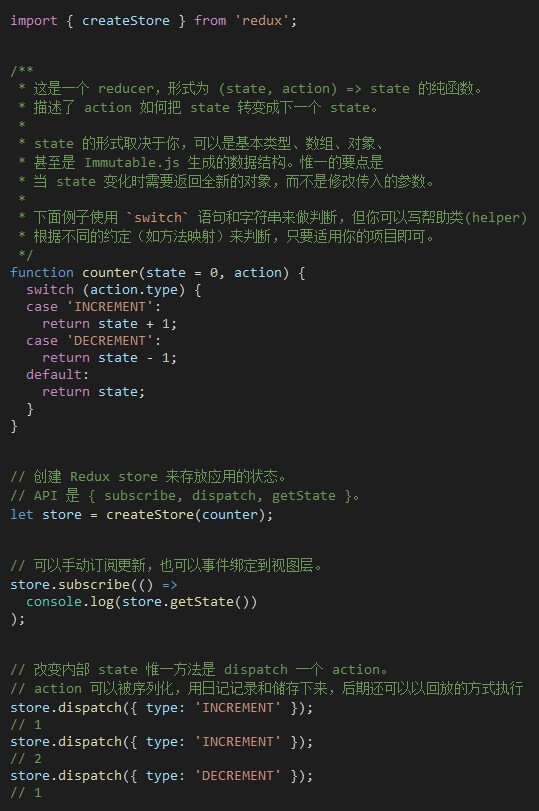 import { createStore } from 'redux';
/**
 * 这是一个 reducer，形式为 (state, action) => state 的纯函数。
 * 描述了 action 如何把 state 转变成下一个 state。
 *
 * state 的形式取决于你，可以是基本类型、数组、对象、
 * 甚至是 Immutable.js 生成的数据结构。惟一的要点是
 * 当 state 变化时需要返回全新的对象，而不是修改传入的参数。
 *
 * 下面例子使用 `switch` 语句和字符串来做判断，但你可以写帮助类(helper)
 * 根据不同的约定（如方法映射）来判断，只要适用你的项目即可。
 */
function counter(state = 0, action) {
  switch (action.type) {
  case 'INCREMENT':
    return state + 1;
  case 'DECREMENT':
    return state - 1;
  default:
    return state;
  }
}
// 创建 Redux store 来存放应用的状态。
// API 是 { subscribe, dispatch, getState }。
let store = createStore(counter);
// 可以手动订阅更新，也可以事件绑定到视图层。
store.subscribe(() =>
  console.log(store.getState())
);
// 改变内部 state 惟一方法是 dispatch 一个 action。
// action 可以被序列化，用日记记录和储存下来，后期还可以以回放的方式执行
store.dispatch({ type: 'INCREMENT' });
// 1
store.dispatch({ type: 'INCREMENT' });
// 2
store.dispatch({ type: 'DECREMENT' });
// 1